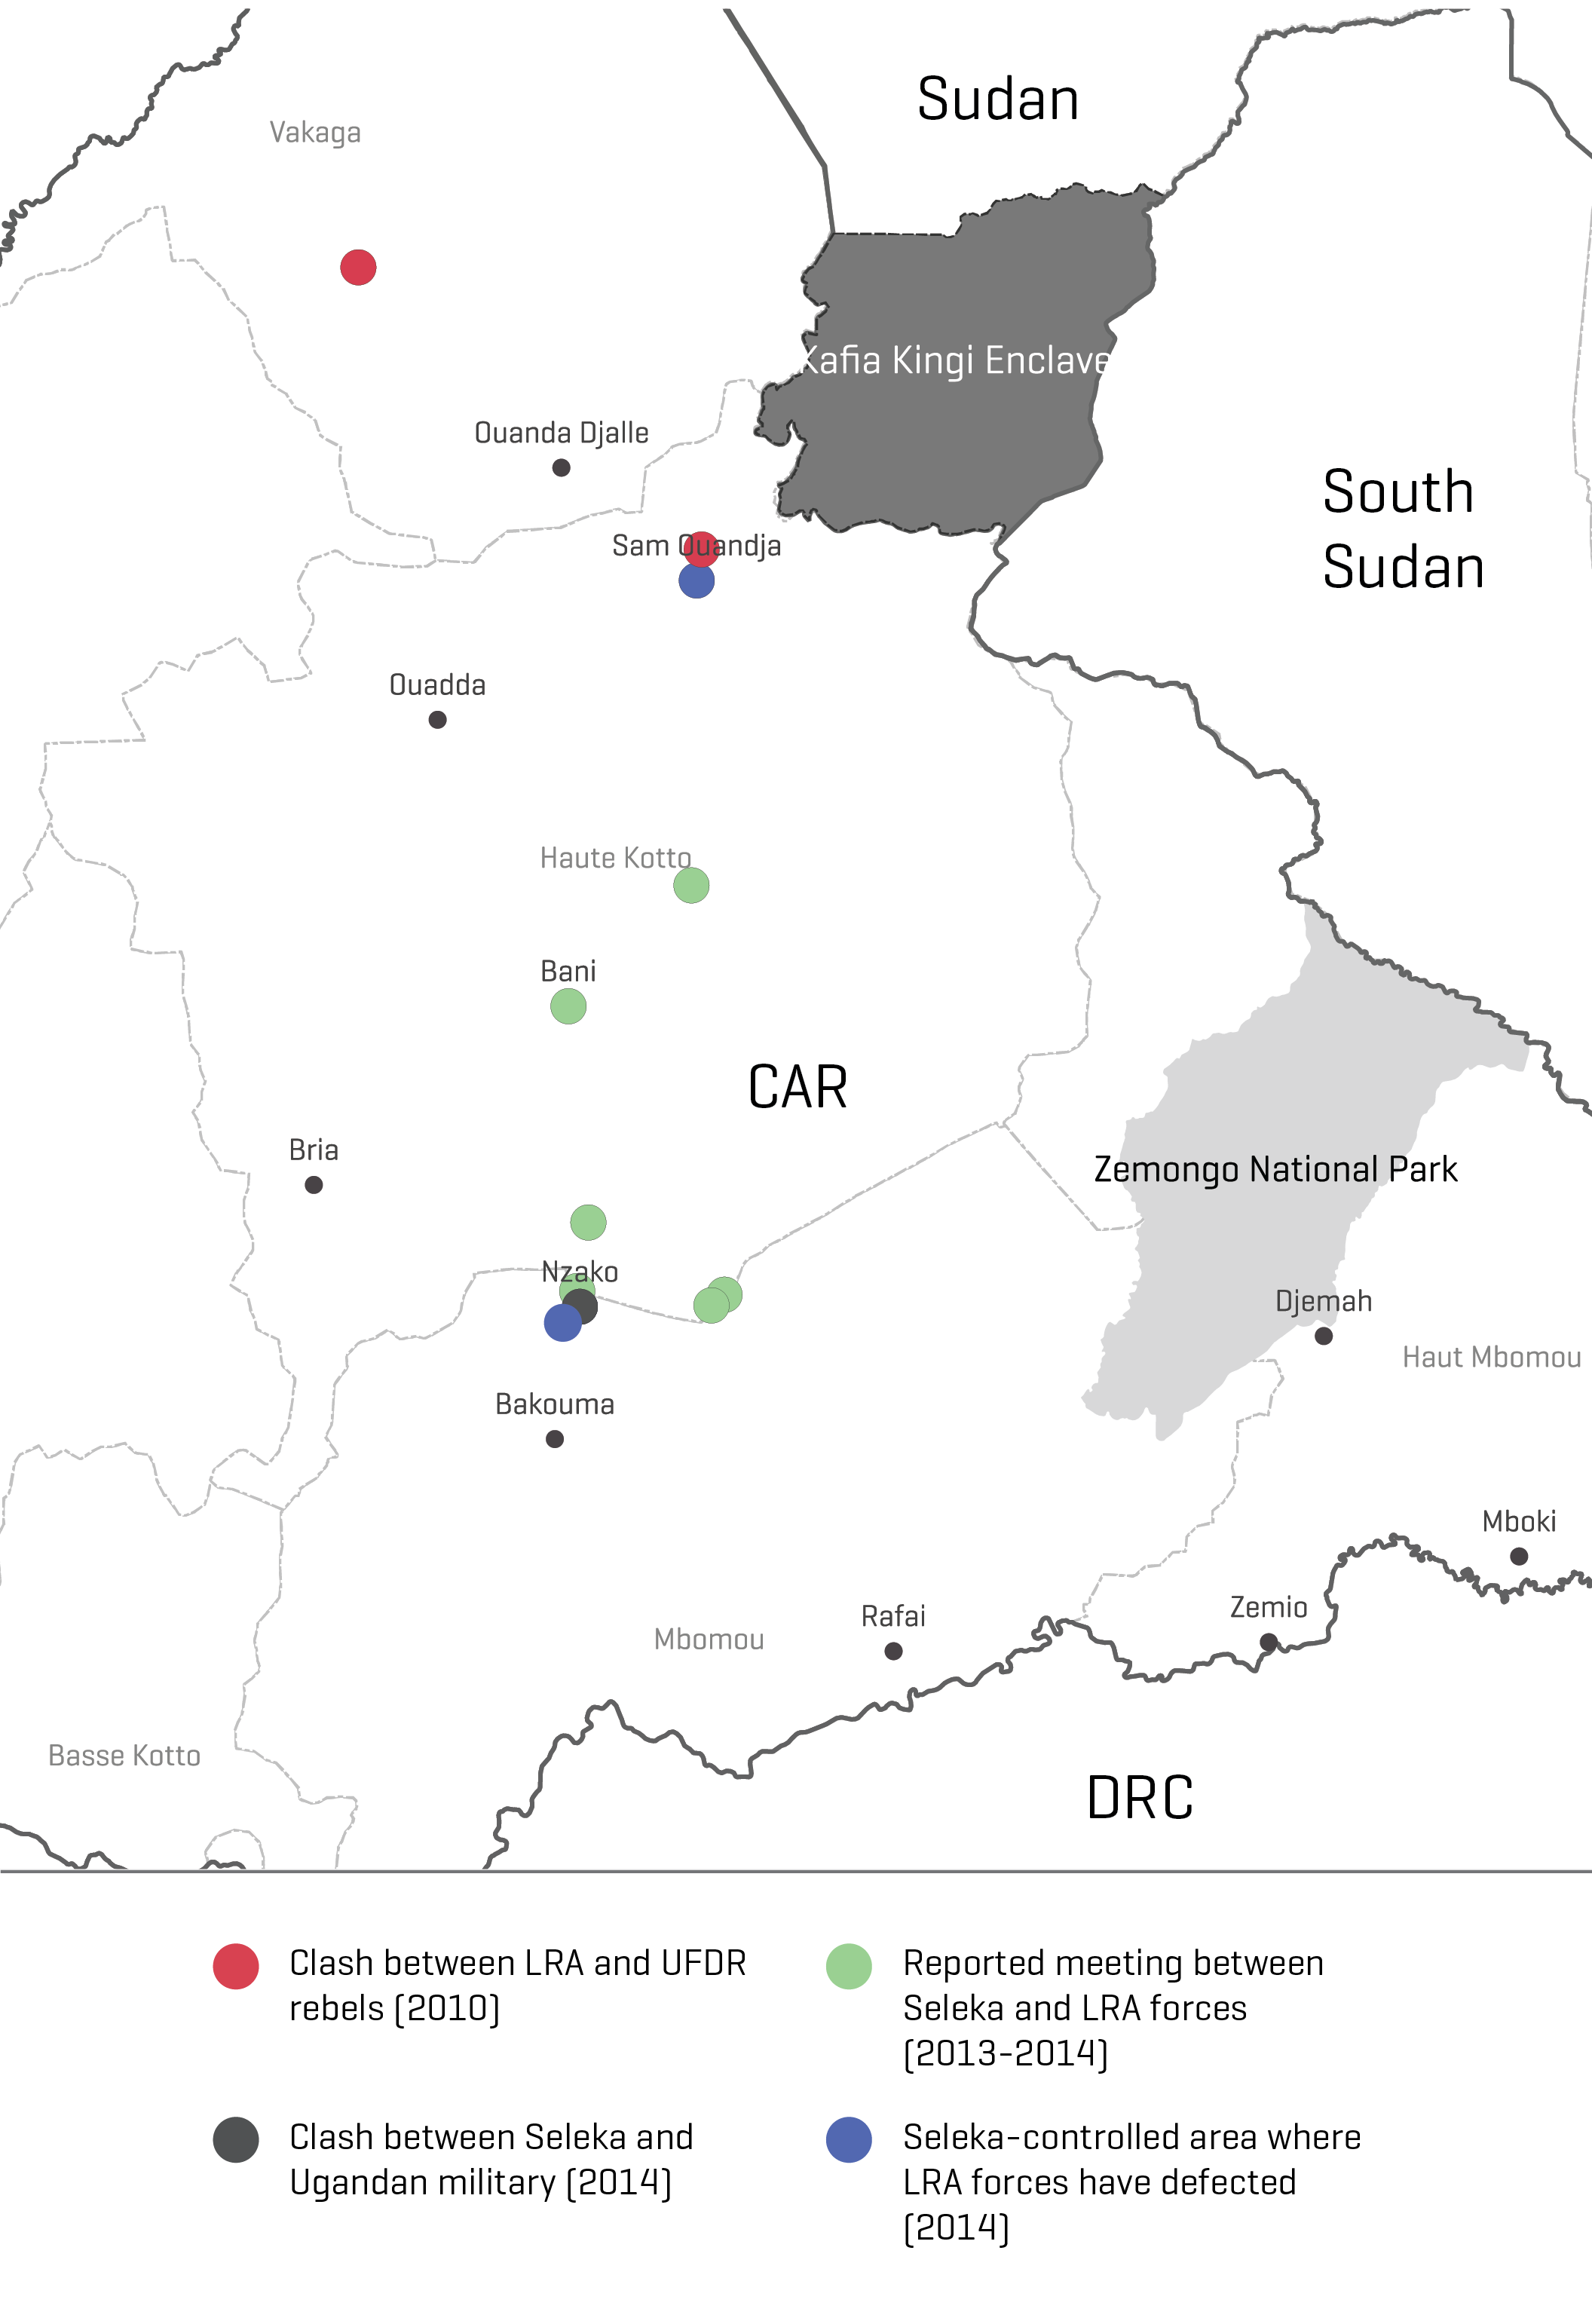 Sudan
Vakaga
Kafia Kingi Enclave
Ouanda Djalle
South
Sudan
Sam Ouandja
Ouadda
Haute Kotto
Bani
CAR
Bria
Zemongo National Park
Nzako
Djemah
Haut Mbomou
Bakouma
Mboki
Zemio
Rafai
Mbomou
Basse Kotto
DRC
Clash between LRA and UFDR
rebels (2010)
Reported meeting between
Seleka and LRA forces
(2013-2014)
Clash between Seleka and
Ugandan military (2014)
Seleka-controlled area where
LRA forces have defected
(2014)